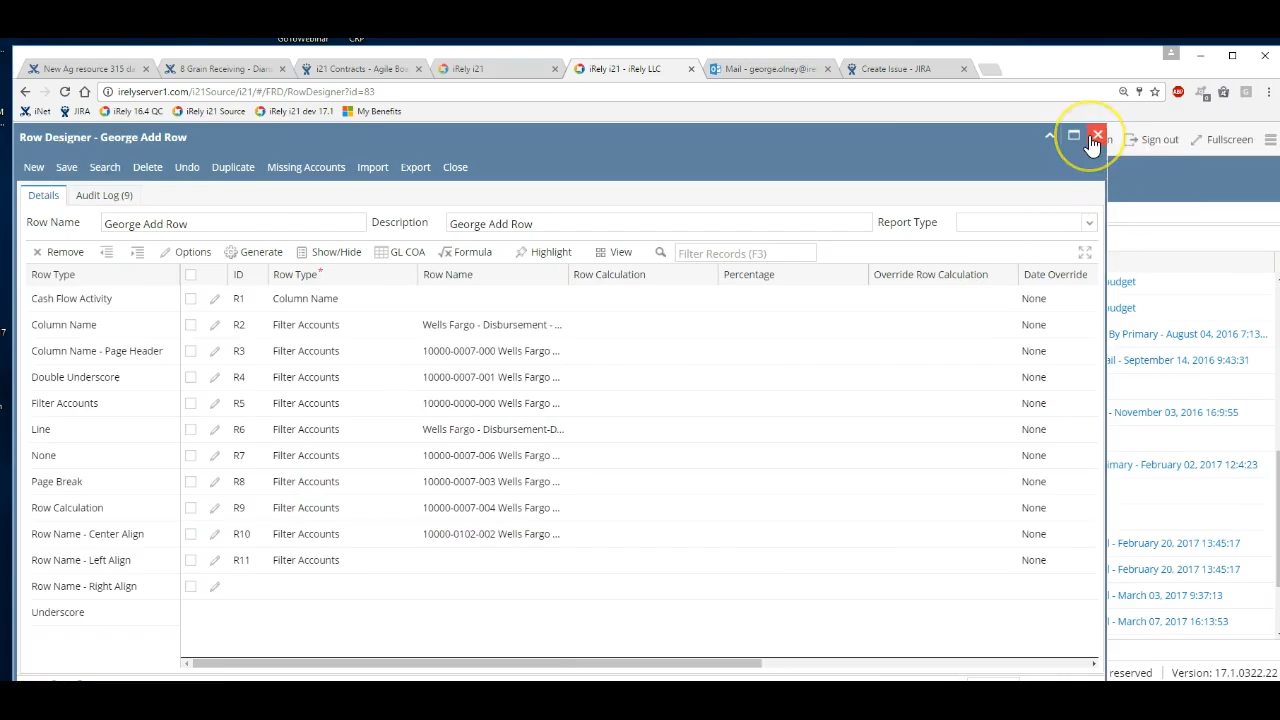 GoToWebinar CRP
New Ag resource 315 da
8 Grain Receiving - Dian
i21 Contracts - Agile Boa
iRely i21
iRely i21 - iRely LLC
Mail - george.olney@ire
Create Issue - JIRA
irelyserver1.com/i21Source/i21/#/FRD/RowDesigner?id=83
iNet JIRA iRely 16.4 QC iRely i21 Source iRely i21 dev 17.1 My Benefits
Row Designer - George Add Row
Sign out Fullscreen
New Save Search Delete Undo Duplicate Missing Accounts Import Export Close
Details Audit Log (9)
Row Name George Add Row Description George Add Row Report Type
Remove Options Generate Show/Hide GL COA Formula Highlight View Filter Records (F3)
Row Type ID Row Type* Row Name Row Calculation Percentage Override Row Calculation Date Override
Cash Flow Activity R1 Column Name None
Column Name R2 Filter Accounts Wells Fargo - Disbursement - ... None
Column Name - Page Header R3 Filter Accounts 10000-0007-000 Wells Fargo ... None
Double Underscore R4 Filter Accounts 10000-0007-001 Wells Fargo ... None
Filter Accounts R5 Filter Accounts 10000-0000-000 Wells Fargo ... None
Line R6 Filter Accounts Wells Fargo - Disbursement-D... None
None R7 Filter Accounts 10000-0007-006 Wells Fargo ... None
Page Break R8 Filter Accounts 10000-0007-003 Wells Fargo ... None
Row Calculation R9 Filter Accounts 10000-0007-004 Wells Fargo ... None
Row Name - Center Align R10 Filter Accounts 10000-0102-002 Wells Fargo ... None
Row Name - Left Align R11 Filter Accounts None
Row Name - Right Align
Underscore
udget
udget
By Primary - August 04, 2016 7:13...
ail - September 14, 2016 9:43:31
- November 03, 2016 16:9:55
imary - February 02, 2017 12:4:23
l - February 20, 2017 13:45:17
l - February 20, 2017 13:45:17
l - March 03, 2017 9:37:13
l - March 07, 2017 16:13:53
reserved Version: 17.1.0322.22